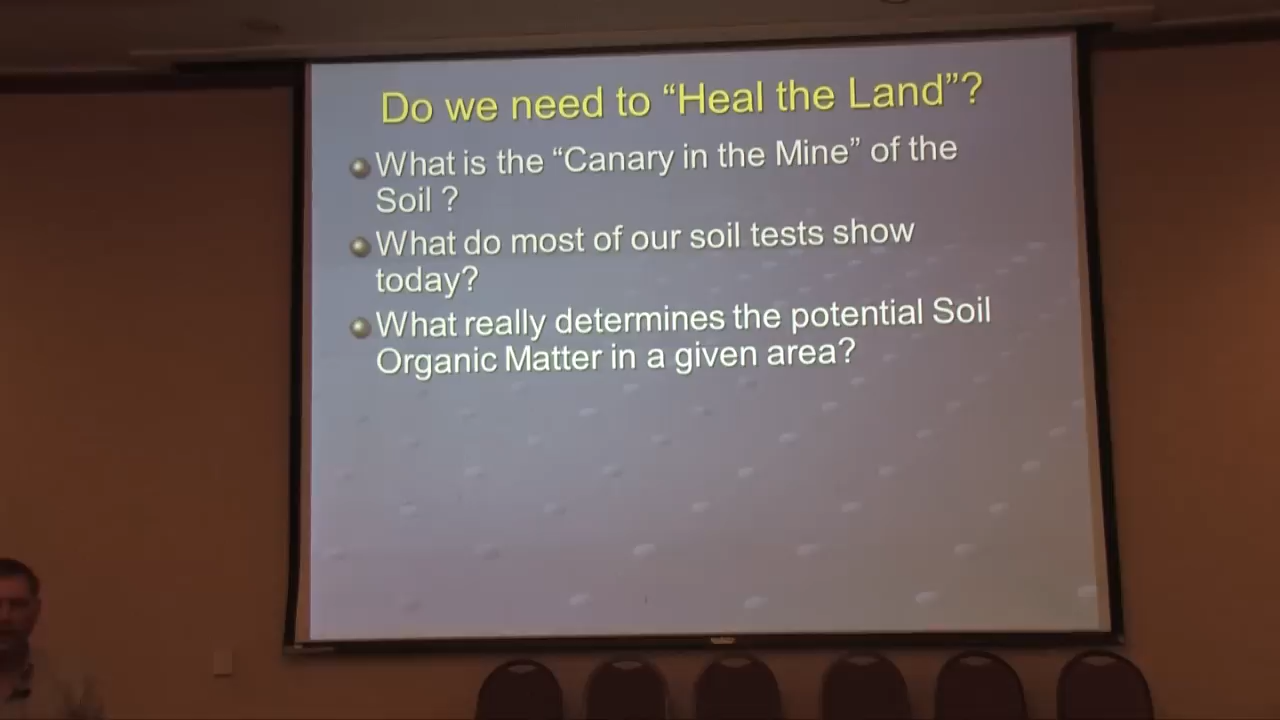 Do we need to “Heal the Land”?
What is the “Canary in the Mine” of the
Soil ?
What do most of our soil tests show
today?
What really determines the potential Soil
Organic Matter in a given area?